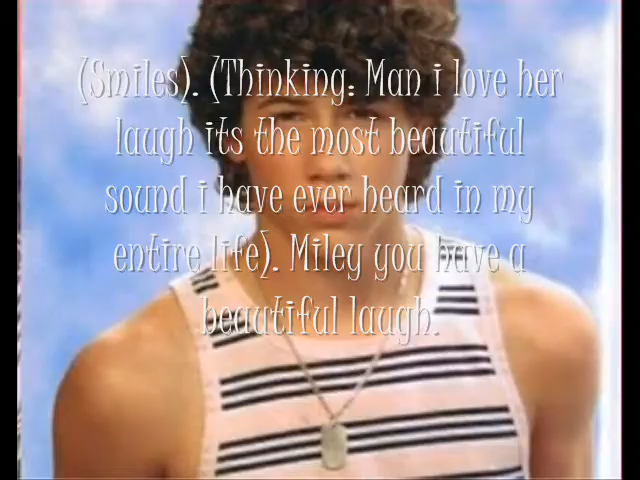 (Smiles). (Thinking: Man i love her
laugh its the most beautiful
sound i have ever heard in my
entire life). Miley you have a
beautiful laugh.